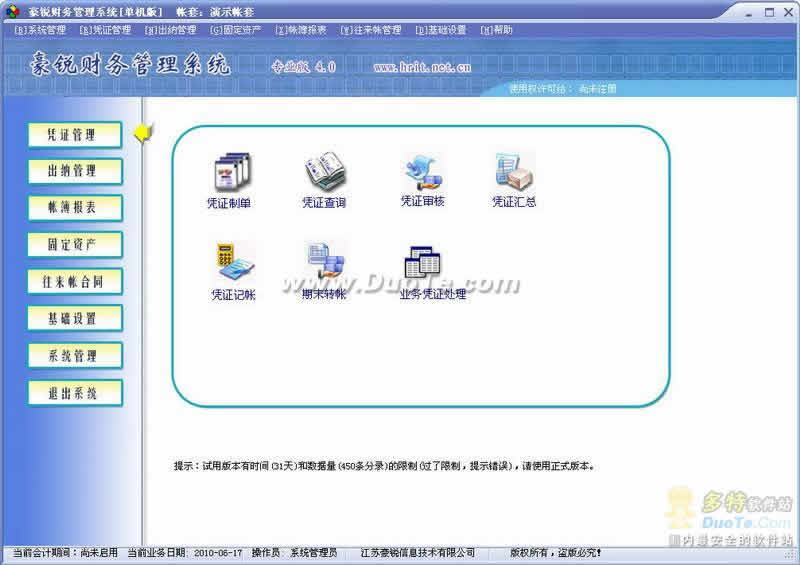 豪锐财务管理系统[单机版] 帐套：演示帐套
[B]系统管理 [R]凭证管理 [H]出纳管理 [G]固定资产 [X]帐簿报表 [Y]往来帐管理 [D]基础设置 [M]帮助
豪锐财务管理系统 专业版 4.0 www.hrit.net.cn
使用权许可给： 尚未注册
凭证管理
出纳管理
帐簿报表
固定资产
往来帐合同
基础设置
系统管理
退出系统
凭证制单 凭证查询 凭证审核 凭证汇总
凭证记帐 期末转帐 业务凭证处理
www.DuoTe.com
提示：试用版本有时间(31天)和数据量(450条分录)的限制(过了限制，提示错误)，请使用正式版本。
多特软件站
DuoTe.Com
国内最安全的软件站
当前会计期间：尚未启用 当前业务日期: 2010-06-17 操作员: 系统管理员 江苏豪锐信息技术有限公司 版权所有，盗版必究!